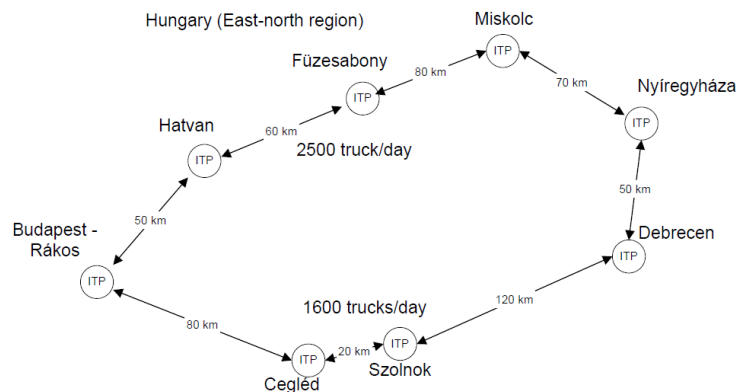 Hungary (East-north region)
Miskolc
Füzesabony
80 km
ITP
70 km
Nyíregyháza
ITP
Hatvan
60 km
ITP
2500 truck/day
ITP
50 km
50 km
Budapest -
Rákos
Debrecen
ITP
ITP
120 km
1600 trucks/day
80 km
20 km
ITP
ITP
Szolnok
Cegléd